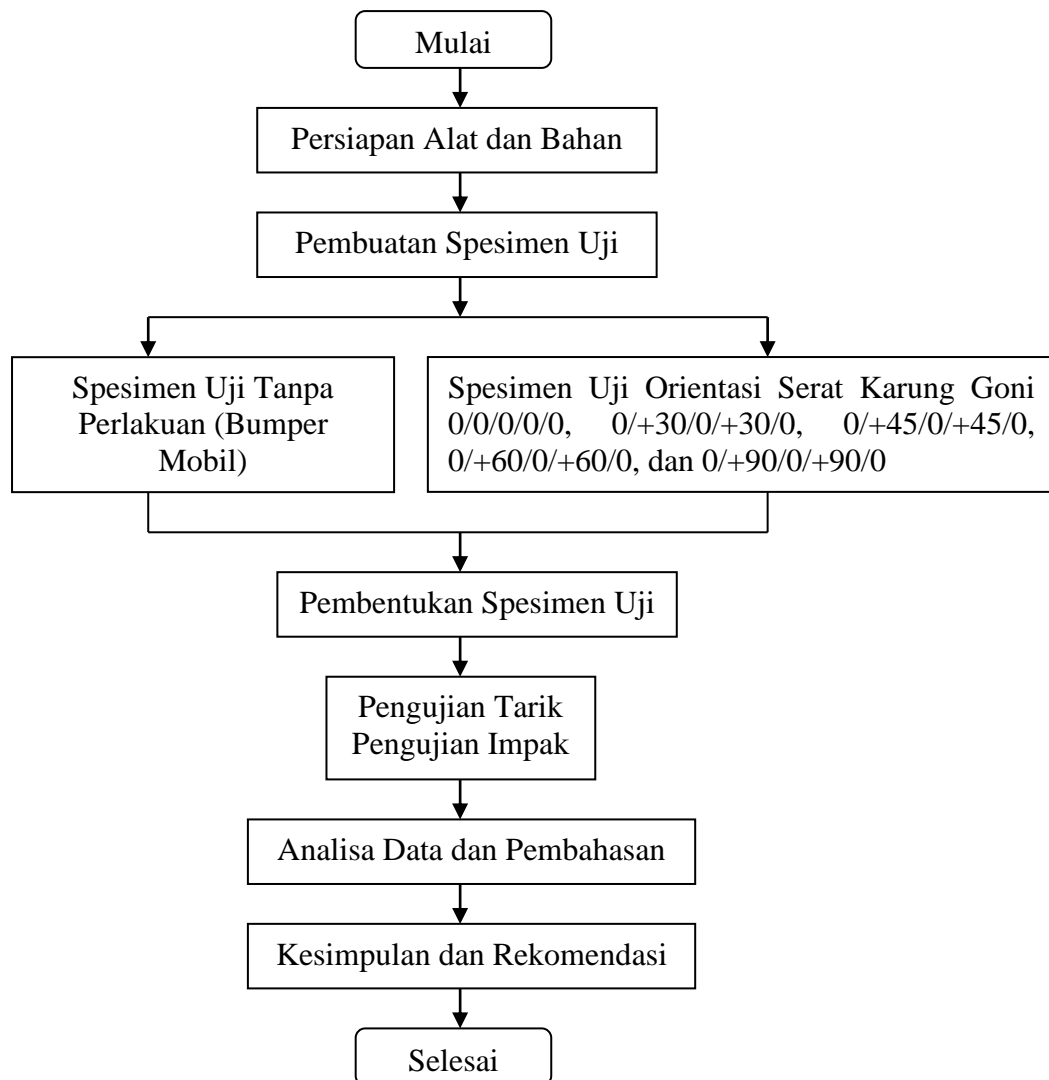 Mulai
Persiapan Alat dan Bahan
Pembuatan Spesimen Uji
Spesimen Uji Tanpa
Perlakuan (Bumper
Mobil)
Spesimen Uji Orientasi Serat Karung Goni
0/0/0/0/0, 0/+30/0/+30/0, 0/+45/0/+45/0,
0/+60/0/+60/0, dan 0/+90/0/+90/0
Pembentukan Spesimen Uji
Pengujian Tarik
Pengujian Impak
Analisa Data dan Pembahasan
Kesimpulan dan Rekomendasi
Selesai